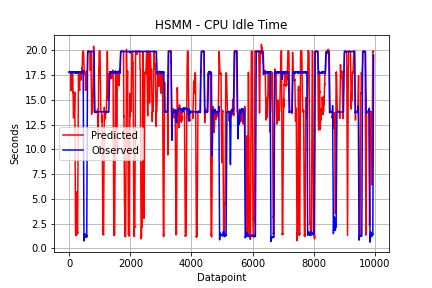 HSMM - CPU Idle Time
20.0
17.5
15.0
12.5
10.0
7.5
5.0
2.5
0.0
Seconds
Predicted
Observed
0 2000 4000 6000 8000 10000
Datapoint